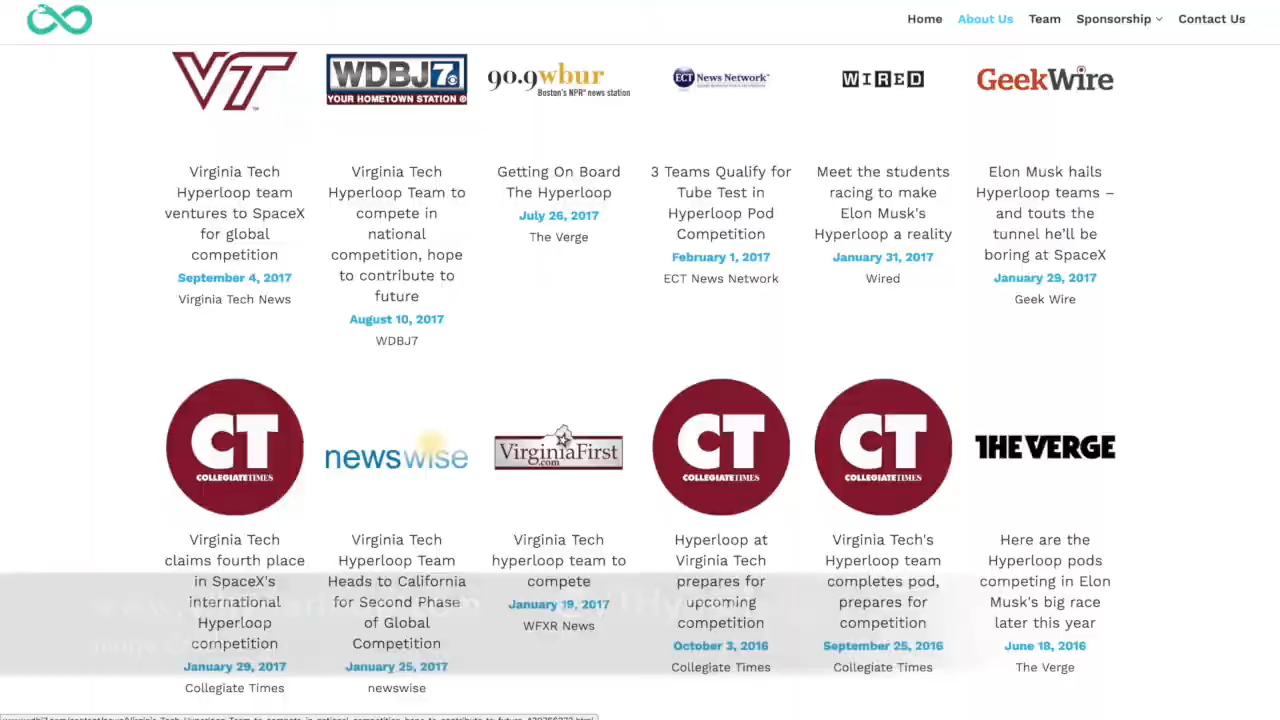 Home About Us Team Sponsorship Contact Us
VT
WDBJ7
YOUR HOMETOWN STATION
90.9wbur
Boston's NPR news station
ECT News Network
WIRED
GeekWire
Virginia Tech
Hyperloop team
ventures to SpaceX
for global
competition
September 4, 2017
Virginia Tech News
Virginia Tech
Hyperloop Team to
compete in
national
competition, hope
to contribute to
future
August 10, 2017
WDBJ7
Getting On Board
The Hyperloop
July 26, 2017
The Verge
3 Teams Qualify for
Tube Test in
Hyperloop Pod
Competition
February 1, 2017
ECT News Network
Meet the students
racing to make
Elon Musk's
Hyperloop a reality
January 31, 2017
Wired
Elon Musk hails
Hyperloop teams –
and touts the
tunnel he'll be
boring at SpaceX
January 29, 2017
Geek Wire
CT
COLLEGIATETIMES
newswise
VirginiaFirst
.com
CT
COLLEGIATETIMES
CT
COLLEGIATETIMES
THE VERGE
Virginia Tech
claims fourth place
in SpaceX's
international
Hyperloop
competition
January 29, 2017
Collegiate Times
Virginia Tech
Hyperloop Team
Heads to California
for Second Phase
of Global
Competition
January 25, 2017
newswise
Virginia Tech
hyperloop team to
compete
January 19, 2017
WFXR News
Hyperloop at
Virginia Tech
prepares for
upcoming
competition
October 3, 2016
Collegiate Times
Virginia Tech's
Hyperloop team
completes pod,
prepares for
competition
September 25, 2016
Collegiate Times
Here are the
Hyperloop pods
competing in Elon
Musk's big race
later this year
June 18, 2016
The Verge